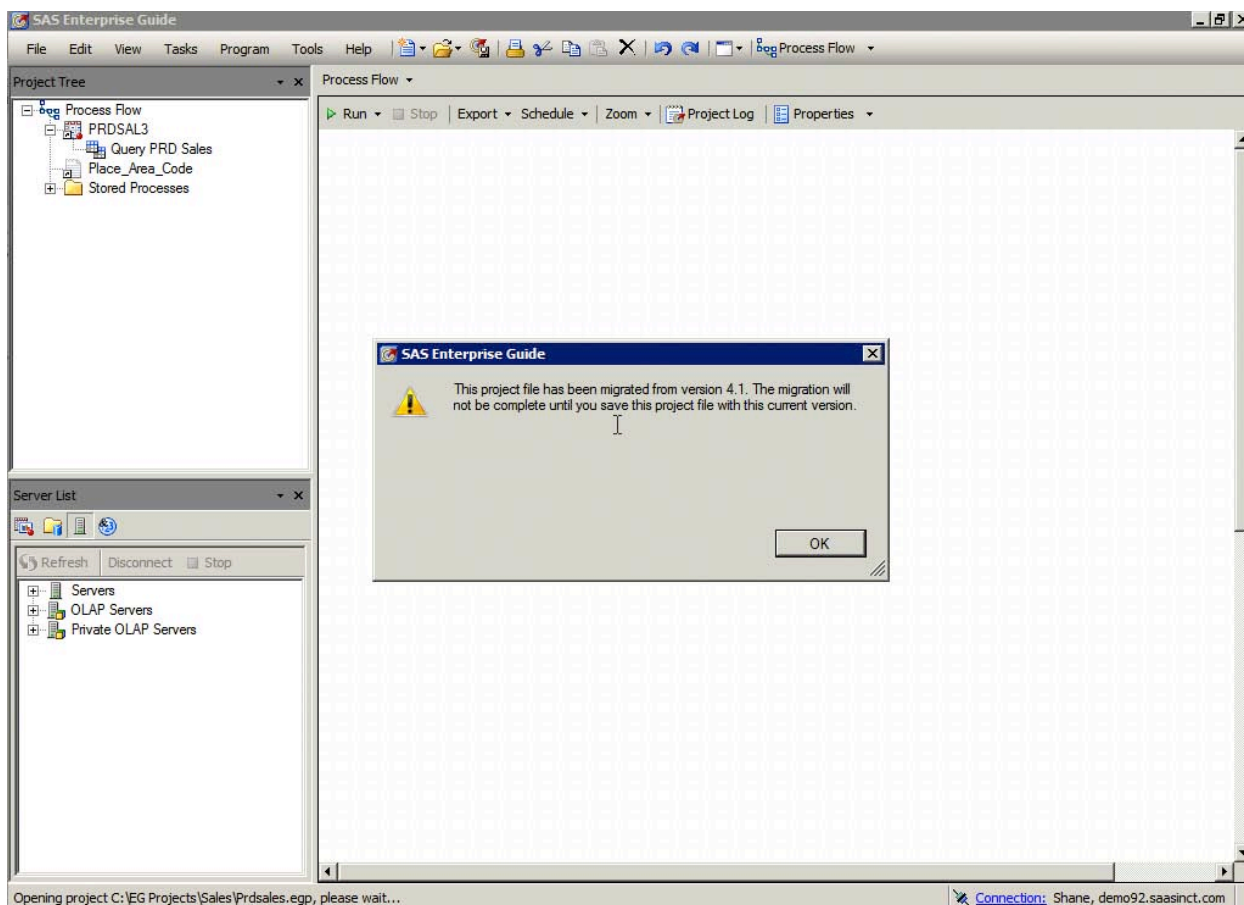 SAS Enterprise Guide
File Edit View Tasks Program Tools Help Process Flow
Project Tree
Process Flow
PRDSAL3
Query PRD Sales
Place_Area_Code
Stored Processes
Process Flow
Run Stop Export Schedule Zoom Project Log Properties
SAS Enterprise Guide
This project file has been migrated from version 4.1. The migration will
not be complete until you save this project file with this current version.
OK
Server List
Refresh Disconnect Stop
Servers
OLAP Servers
Private OLAP Servers
Opening project C:\EG Projects\Sales\Prdsales.egp, please wait... Connection: Shane, demo92.saasinct.com